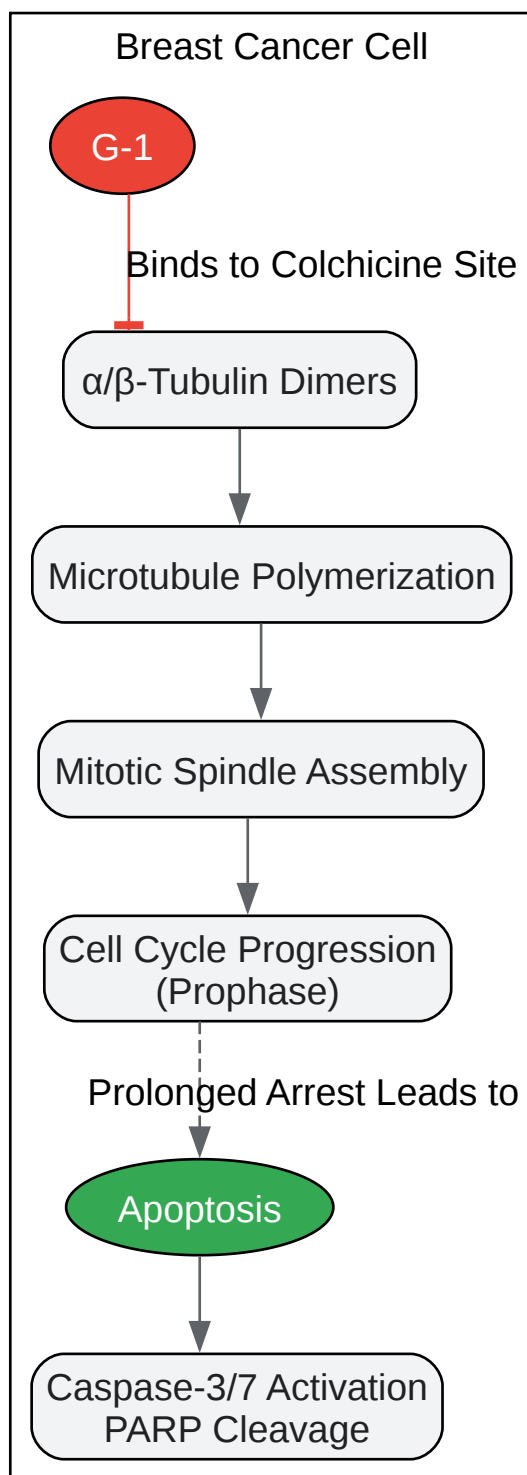 Breast Cancer Cell
G-1
Binds to Colchicine Site
α/β-Tubulin Dimers
Microtubule Polymerization
Mitotic Spindle Assembly
Cell Cycle Progression
(Prophase)
Prolonged Arrest Leads to
Apoptosis
Caspase-3/7 Activation
PARP Cleavage